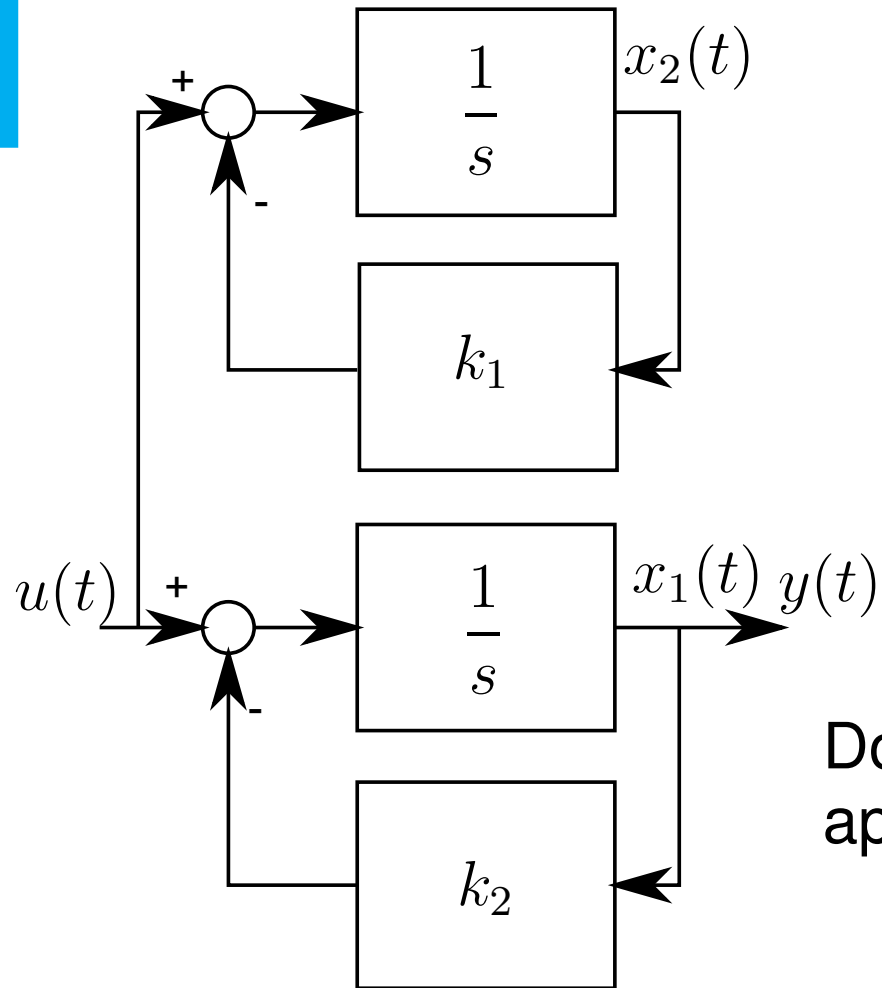 +
1
s
x₂(t)
-
k₁
u(t)
+
1
s
x₁(t) y(t)
-
k₂